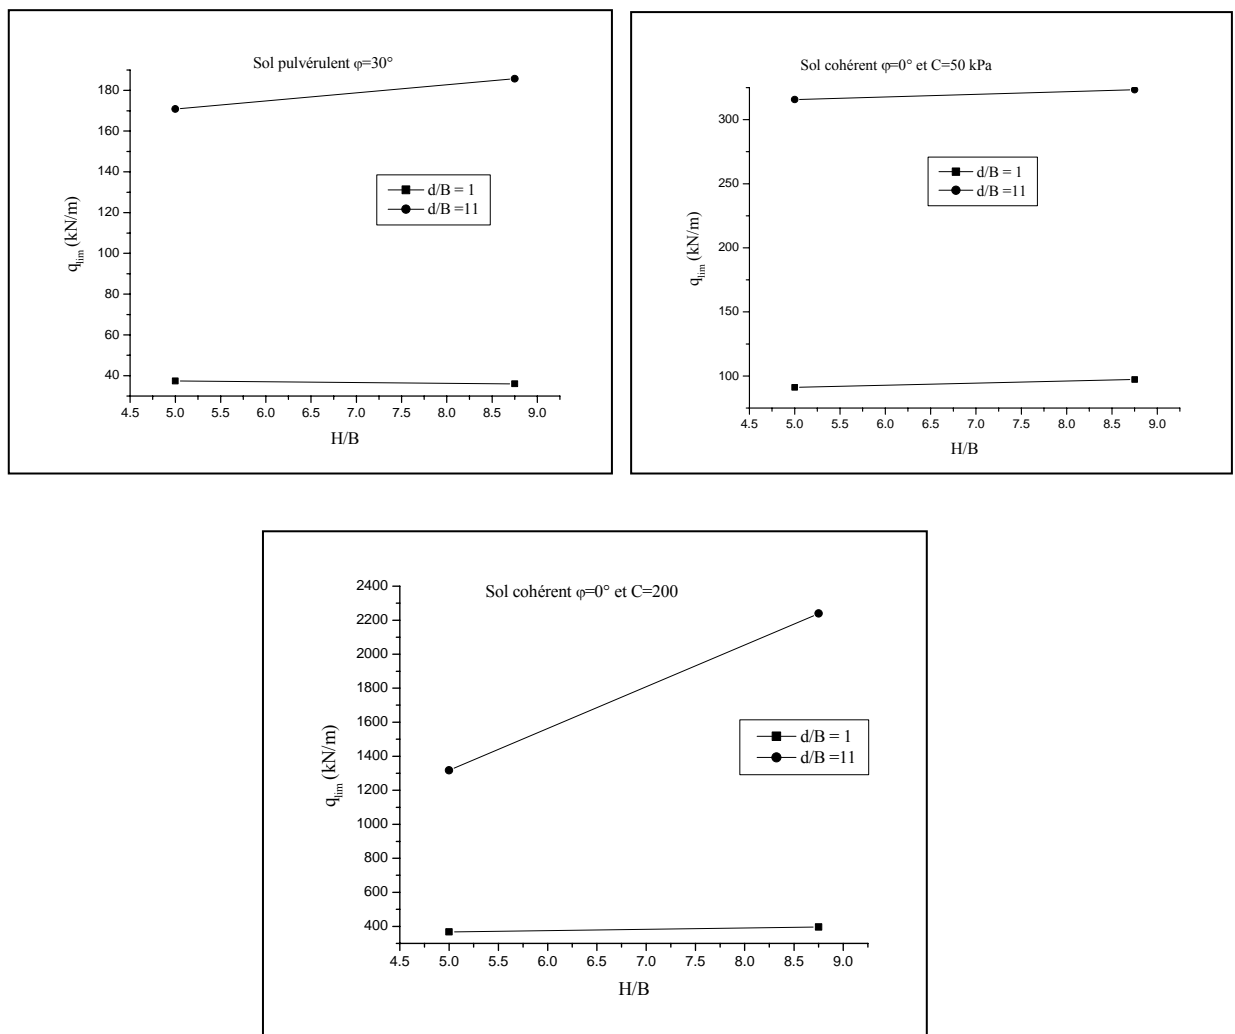 Sol pulvérulent φ=30°
180
160
140
120
100
80
60
40
q_lim (kN/m)
d/B = 1
d/B =11
4.5 5.0 5.5 6.0 6.5 7.0 7.5 8.0 8.5 9.0
H/B
Sol cohérent φ=0° et C=50 kPa
300
250
200
150
100
q_lim (kN/m)
d/B = 1
d/B =11
4.5 5.0 5.5 6.0 6.5 7.0 7.5 8.0 8.5 9.0
H/B
Sol cohérent φ=0° et C=200
2400
2200
2000
1800
1600
1400
1200
1000
800
600
400
q_lim (kN/m)
d/B = 1
d/B =11
4.5 5.0 5.5 6.0 6.5 7.0 7.5 8.0 8.5 9.0
H/B